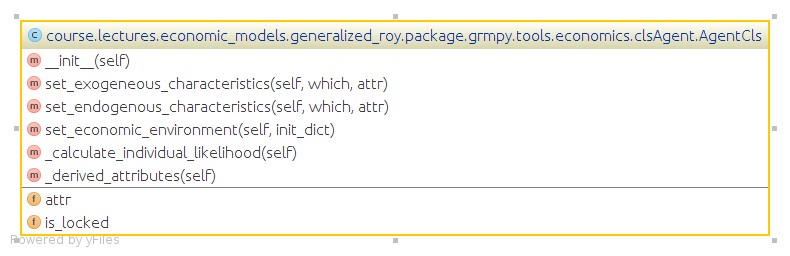 C course.lectures.economic_models.generalized_roy.package.grmpy.tools.economics.clsAgent.AgentCls
m __init__(self)
m set_exogeneous_characteristics(self, which, attr)
m set_endogenous_characteristics(self, which, attr)
m set_economic_environment(self, init_dict)
m _calculate_individual_likelihood(self)
m _derived_attributes(self)
f attr
f is_locked
Powered by yFiles